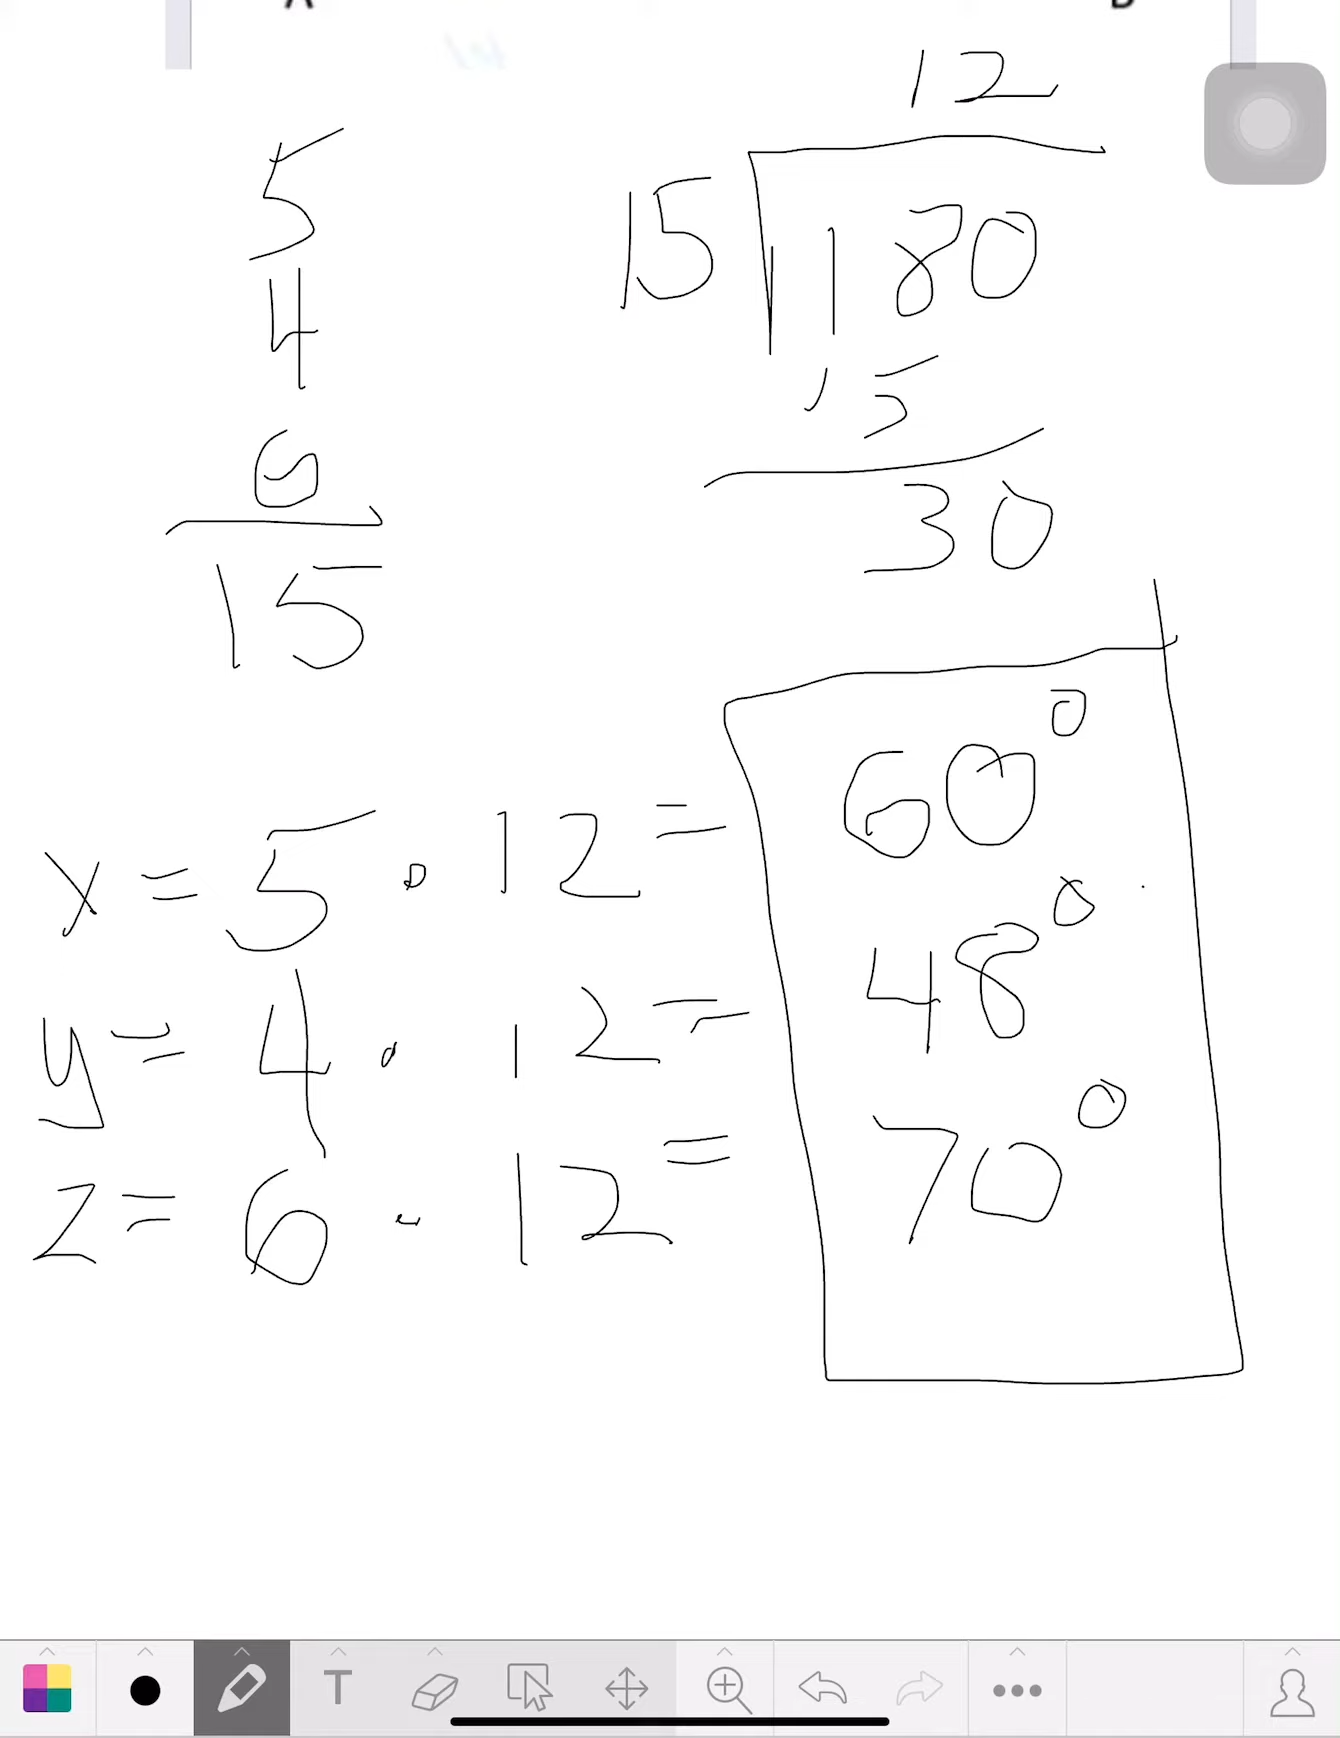 5
4
6
15
12
15 180
15
30
x = 5 · 12 = 60°
y = 4 · 12 = 48°
z = 6 · 12 = 70°
T